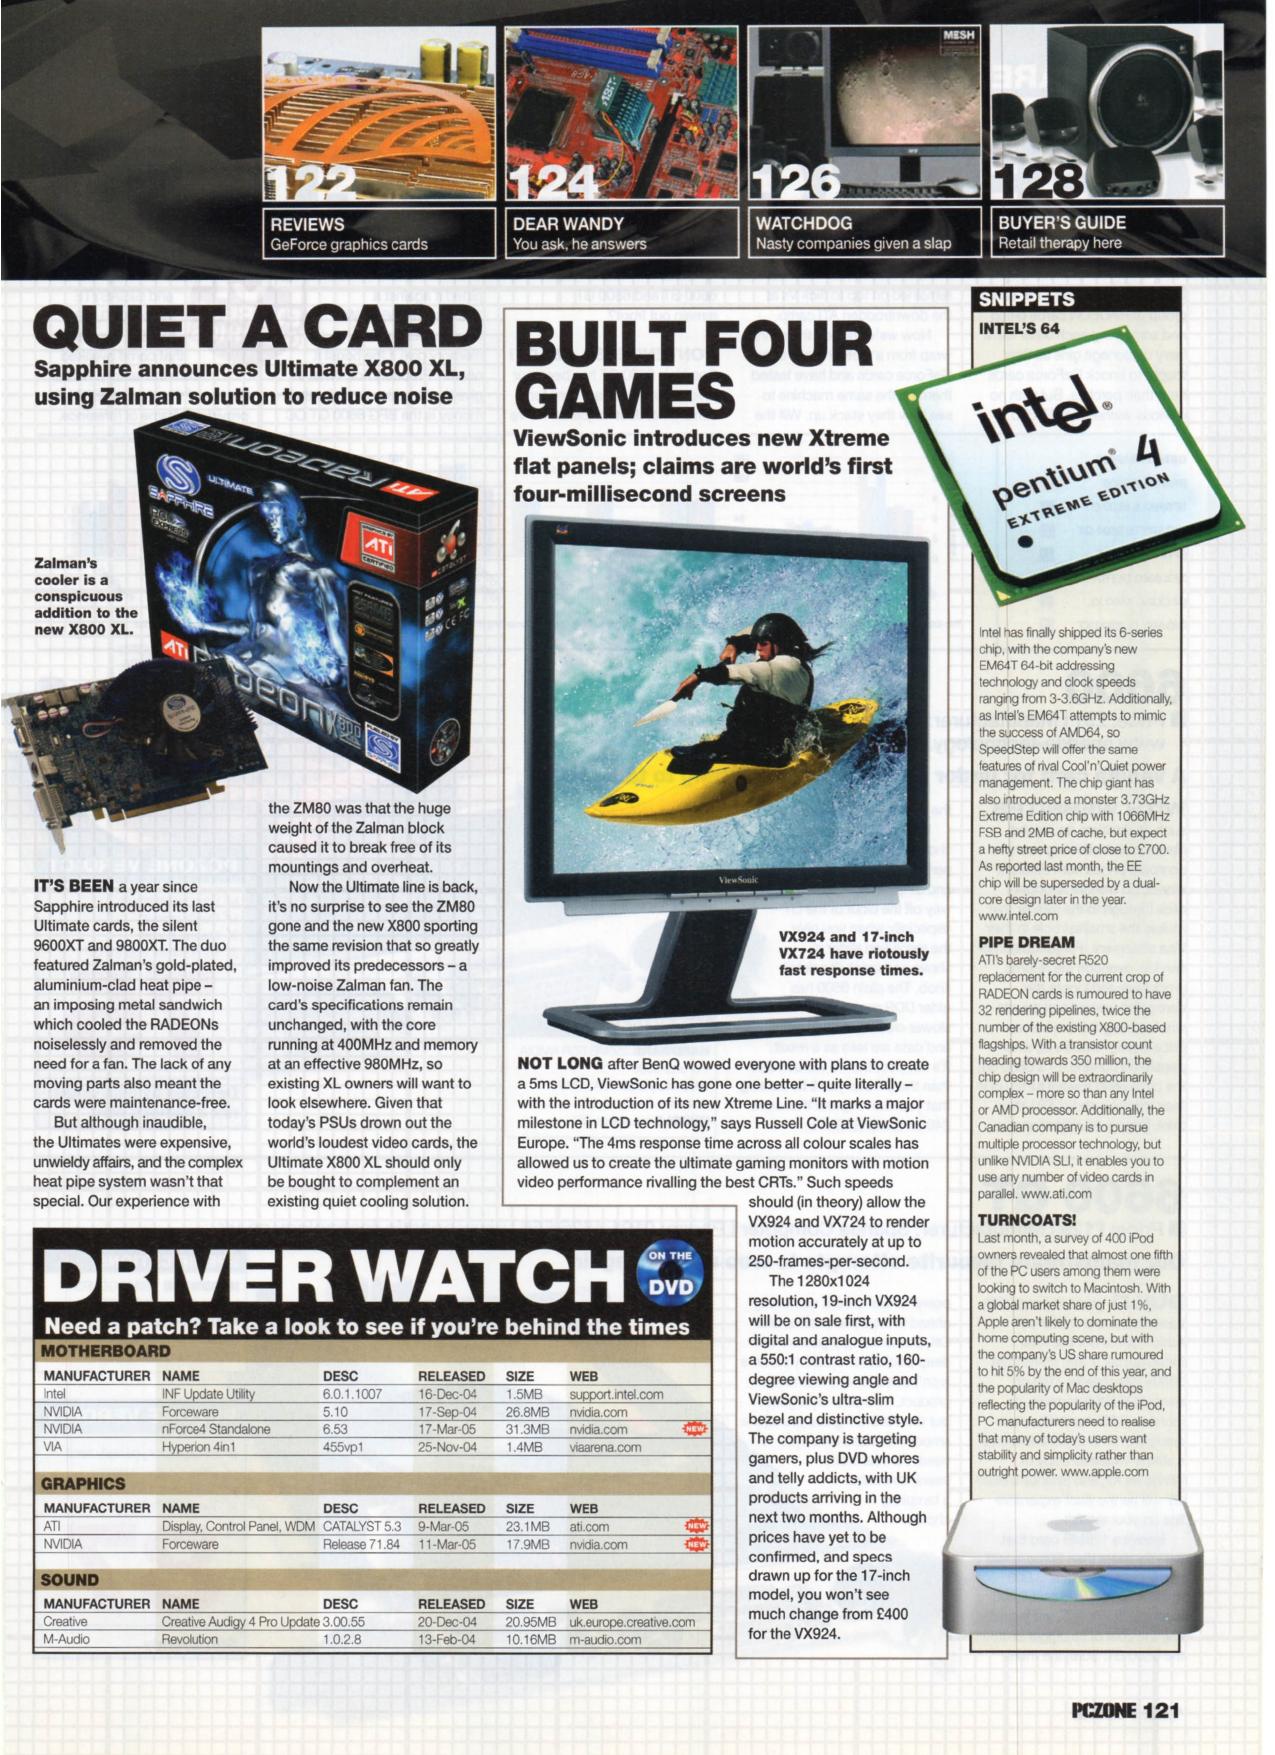 MESH
122
REVIEWS
GeForce graphics cards
124
DEAR WANDY
You ask, he answers
126
WATCHDOG
Nasty companies given a slap
128
BUYER'S GUIDE
Retail therapy here
QUIET A CARD
Sapphire announces Ultimate X800 XL,
using Zalman solution to reduce noise
SAPPHIRE
ULTIMATE
PCI
EXPRESS
RADEON
ATI
ATI
CERTIFIED
CATALYST
256MB
ATI
Zalman's
cooler is a
conspicuous
addition to the
new X800 XL.
IT'S BEEN a year since
Sapphire introduced its last
Ultimate cards, the silent
9600XT and 9800XT. The duo
featured Zalman's gold-plated,
aluminium-clad heat pipe –
an imposing metal sandwich
which cooled the RADEONs
noiselessly and removed the
need for a fan. The lack of any
moving parts also meant the
cards were maintenance-free.
But although inaudible,
the Ultimates were expensive,
unwieldy affairs, and the complex
heat pipe system wasn't that
special. Our experience with
the ZM80 was that the huge
weight of the Zalman block
caused it to break free of its
mountings and overheat.
Now the Ultimate line is back,
it's no surprise to see the ZM80
gone and the new X800 sporting
the same revision that so greatly
improved its predecessors – a
low-noise Zalman fan. The
card's specifications remain
unchanged, with the core
running at 400MHz and memory
at an effective 980MHz, so
existing XL owners will want to
look elsewhere. Given that
today's PSUs drown out the
world's loudest video cards, the
Ultimate X800 XL should only
be bought to complement an
existing quiet cooling solution.
BUILT FOUR
GAMES
ViewSonic introduces new Xtreme
flat panels; claims are world's first
four-millisecond screens
ViewSonic
VX924 and 17-inch
VX724 have riotously
fast response times.
NOT LONG after BenQ wowed everyone with plans to create
a 5ms LCD, ViewSonic has gone one better – quite literally –
with the introduction of its new Xtreme Line. "It marks a major
milestone in LCD technology," says Russell Cole at ViewSonic
Europe. "The 4ms response time across all colour scales has
allowed us to create the ultimate gaming monitors with motion
video performance rivalling the best CRTs." Such speeds
should (in theory) allow the
VX924 and VX724 to render
motion accurately at up to
250-frames-per-second.
The 1280x1024
resolution, 19-inch VX924
will be on sale first, with
digital and analogue inputs,
a 550:1 contrast ratio, 160-
degree viewing angle and
ViewSonic's ultra-slim
bezel and distinctive style.
The company is targeting
gamers, plus DVD whores
and telly addicts, with UK
products arriving in the
next two months. Although
prices have yet to be
confirmed, and specs
drawn up for the 17-inch
model, you won't see
much change from £400
for the VX924.
SNIPPETS
INTEL'S 64
intel®
pentium® 4
EXTREME EDITION
Intel has finally shipped its 6-series
chip, with the company's new
EM64T 64-bit addressing
technology and clock speeds
ranging from 3-3.6GHz. Additionally,
as Intel's EM64T attempts to mimic
the success of AMD64, so
SpeedStep will offer the same
features of rival Cool'n'Quiet power
management. The chip giant has
also introduced a monster 3.73GHz
Extreme Edition chip with 1066MHz
FSB and 2MB of cache, but expect
a hefty street price of close to £700.
As reported last month, the EE
chip will be superseded by a dual-
core design later in the year.
www.intel.com
PIPE DREAM
ATI's barely-secret R520
replacement for the current crop of
RADEON cards is rumoured to have
32 rendering pipelines, twice the
number of the existing X800-based
flagships. With a transistor count
heading towards 350 million, the
chip design will be extraordinarily
complex – more so than any Intel
or AMD processor. Additionally, the
Canadian company is to pursue
multiple processor technology, but
unlike NVIDIA SLI, it enables you to
use any number of video cards in
parallel. www.ati.com
TURNCOATS!
Last month, a survey of 400 iPod
owners revealed that almost one fifth
of the PC users among them were
looking to switch to Macintosh. With
a global market share of just 1%,
Apple aren't likely to dominate the
home computing scene, but with
the company's US share rumoured
to hit 5% by the end of this year, and
the popularity of Mac desktops
reflecting the popularity of the iPod,
PC manufacturers need to realise
that many of today's users want
stability and simplicity rather than
outright power. www.apple.com
DRIVER WATCH
ON THE
DVD
Need a patch? Take a look to see if you're behind the times
MOTHERBOARD
MANUFACTURER NAME DESC RELEASED SIZE WEB
Intel INF Update Utility 6.0.1.1007 16-Dec-04 1.5MB support.intel.com
NVIDIA Forceware 5.10 17-Sep-04 26.8MB nvidia.com
NVIDIA nForce4 Standalone 6.53 17-Mar-05 31.3MB nvidia.com NEW
VIA Hyperion 4in1 455vp1 25-Nov-04 1.4MB viaarena.com
GRAPHICS
MANUFACTURER NAME DESC RELEASED SIZE WEB
ATI Display, Control Panel, WDM CATALYST 5.3 9-Mar-05 23.1MB ati.com NEW
NVIDIA Forceware Release 71.84 11-Mar-05 17.9MB nvidia.com NEW
SOUND
MANUFACTURER NAME DESC RELEASED SIZE WEB
Creative Creative Audigy 4 Pro Update 3.00.55 20-Dec-04 20.95MB uk.europe.creative.com
M-Audio Revolution 1.0.2.8 13-Feb-04 10.16MB m-audio.com
PCZONE 121